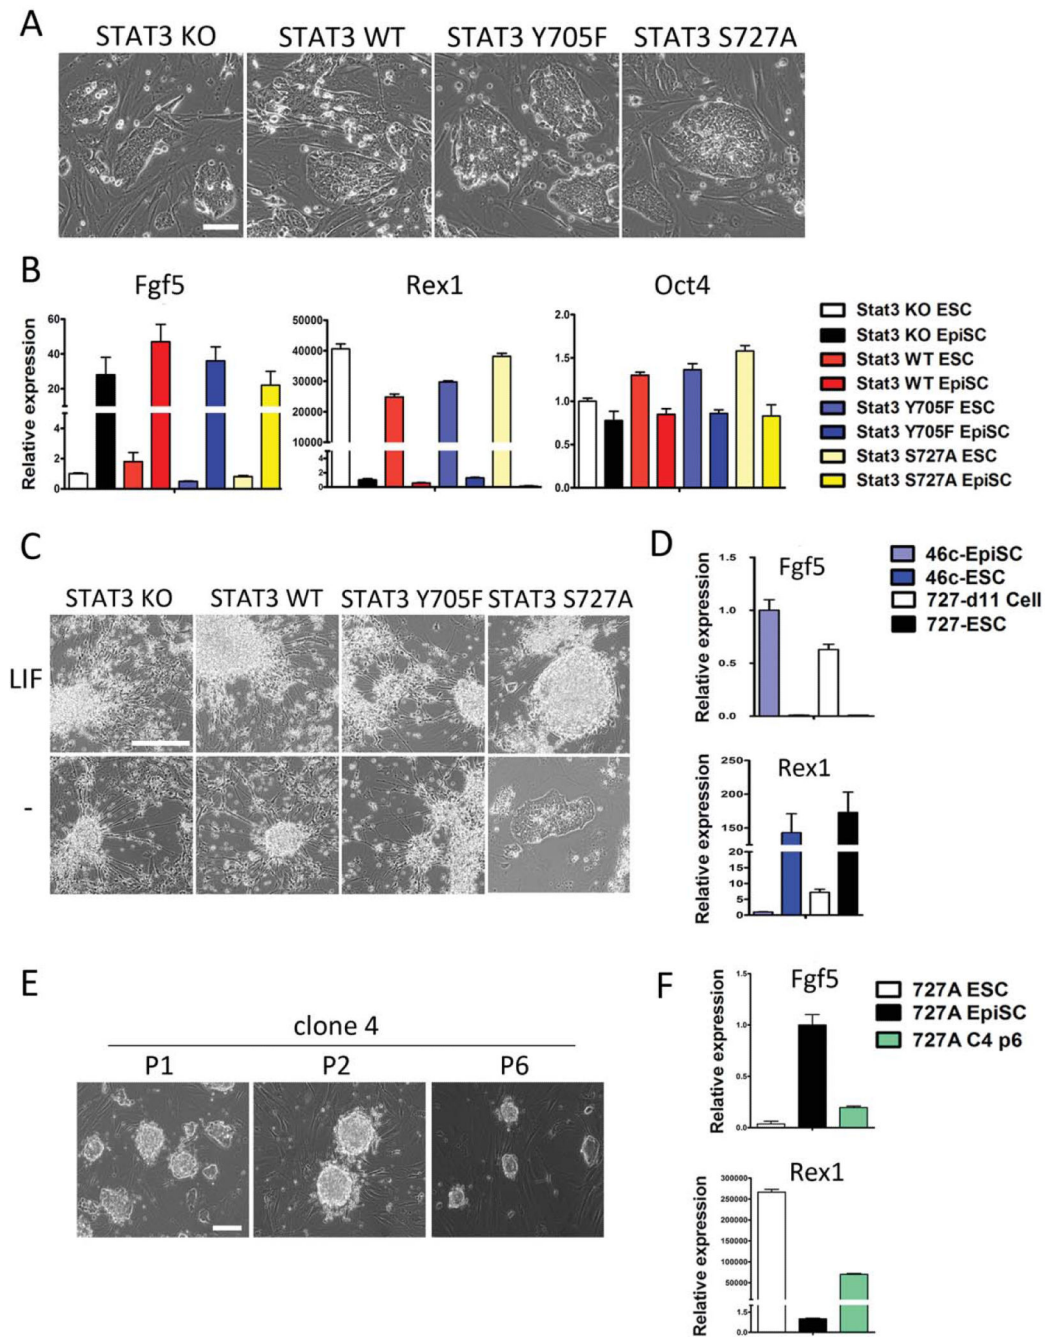 A
STAT3 KO STAT3 WT STAT3 Y705F STAT3 S727A
B
Fgf5 Rex1 Oct4
Relative expression
60
40
20
4
2
0
50000
40000
30000
20000
10000
4
2
0
2.0
1.5
1.0
0.5
0.0
Stat3 KO ESC
Stat3 KO EpiSC
Stat3 WT ESC
Stat3 WT EpiSC
Stat3 Y705F ESC
Stat3 Y705F EpiSC
Stat3 S727A ESC
Stat3 S727A EpiSC
C
STAT3 KO STAT3 WT STAT3 Y705F STAT3 S727A
LIF
-
D
Fgf5
Relative expression
1.5
1.0
0.5
0.0
46c-EpiSC
46c-ESC
727-d11 Cell
727-ESC
Rex1
Relative expression
250
200
150
20
15
10
5
0
E
clone 4
P1 P2 P6
F
Fgf5
Relative expression
1.5
1.0
0.5
0.0
727A ESC
727A EpiSC
727A C4 p6
Rex1
Relative expression
300000
250000
200000
150000
100000
50000
1.5
0.0